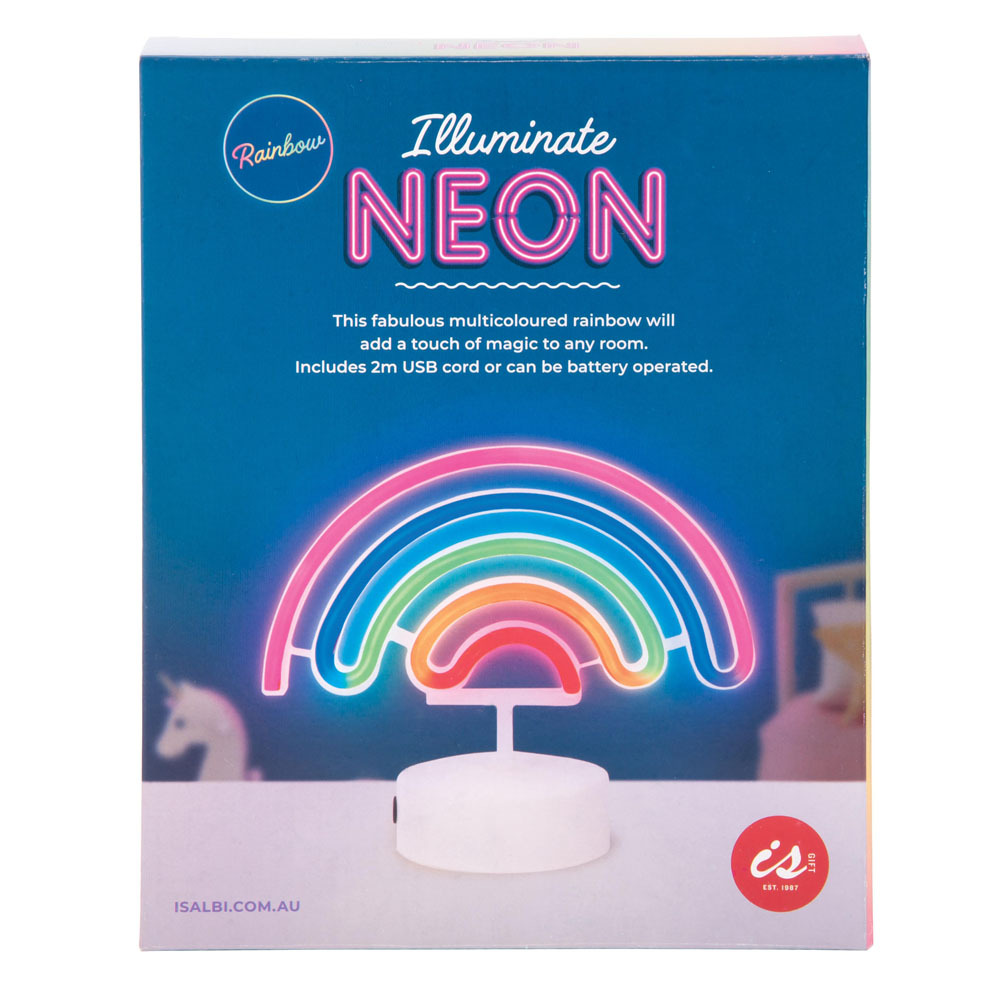 Rainbow
Illuminate
NEON
This fabulous multicoloured rainbow will
add a touch of magic to any room.
Includes 2m USB cord or can be battery operated.
is
GIFT
EST. 1987
ISALBI.COM.AU